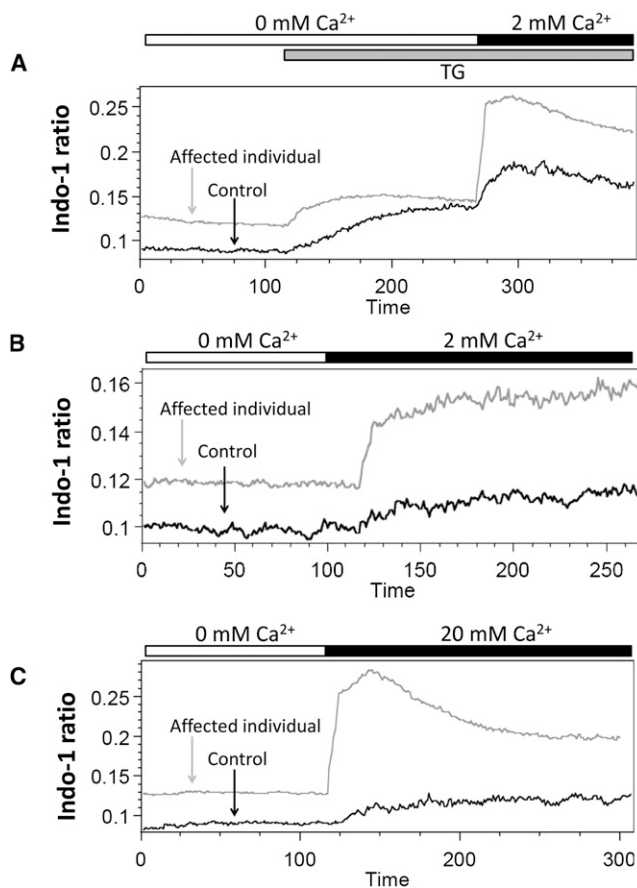 0 mM Ca²⁺ 2 mM Ca²⁺
A
TG
Indo-1 ratio
0.25
0.2
0.15
0.1
Affected individual
Control
0 100 200 300
Time
B
0 mM Ca²⁺ 2 mM Ca²⁺
Indo-1 ratio
0.16
0.14
0.12
0.1
Affected individual
Control
0 50 100 150 200 250
Time
C
0 mM Ca²⁺ 20 mM Ca²⁺
Indo-1 ratio
0.25
0.2
0.15
0.1
Affected individual
Control
0 100 200 300
Time